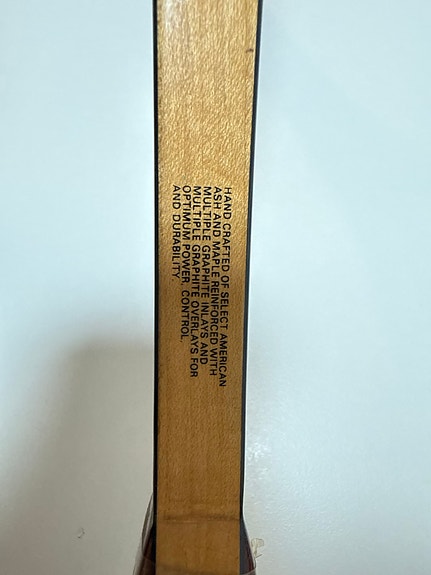 HAND CRAFTED OF SELECT AMERICAN
ASH AND MAPLE REINFORCED WITH
MULTIPLE GRAPHITE INLAYS AND
MULTIPLE GRAPHITE OVERLAYS FOR
OPTIMUM POWER, CONTROL
AND DURABILITY